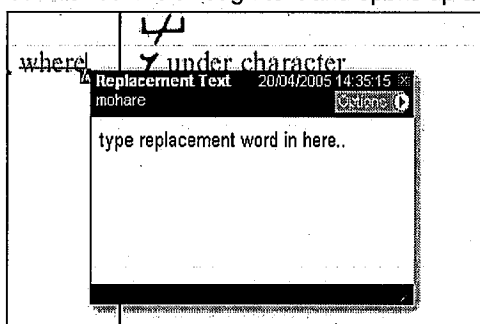 where
Y under character
Replacement Text 20/04/2005 14:35:15
mohare
Options
type replacement word in here..